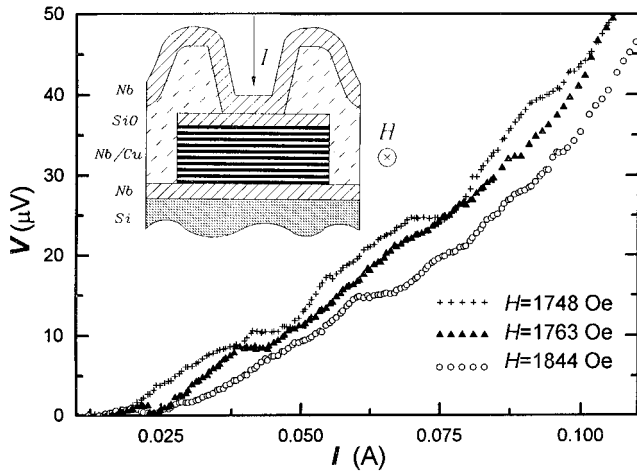 50
40
30
20
10
0
V (μV)
I
Nb
SiO
Nb/Cu
Nb
Si
H
+++++++ H=1748 Oe
▲▲▲▲▲▲▲ H=1763 Oe
○○○○○○○ H=1844 Oe
0.025 0.050 0.075 0.100
I (A)